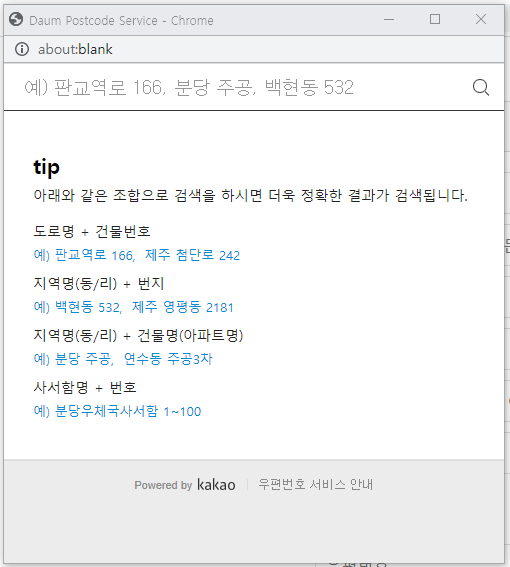 Daum Postcode Service - Chrome
about:blank
예) 판교역로 166, 분당 주공, 백현동 532
tip
아래와 같은 조합으로 검색을 하시면 더욱 정확한 결과가 검색됩니다.
도로명 + 건물번호
예) 판교역로 166, 제주 첨단로 242
지역명(동/리) + 번지
예) 백현동 532, 제주 영평동 2181
지역명(동/리) + 건물명(아파트명)
예) 분당 주공, 연수동 주공3차
사서함명 + 번호
예) 분당우체국사서함 1~100
Powered by kakao 우편번호 서비스 안내